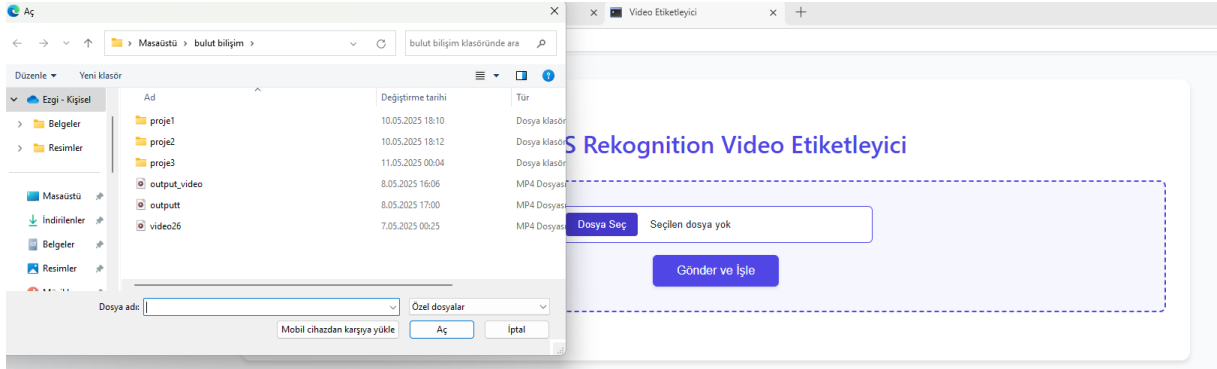 Aç
Video Etiketleyici
Masaüstü › bulut bilişim ›
bulut bilişim klasöründe ara
Düzenle
Yeni klasör
Ad
Değiştirme tarihi
Tür
Ezgi - Kişisel
Belgeler
Resimler
Masaüstü
İndirilenler
Belgeler
Resimler
proje1 10.05.2025 18:10 Dosya klasör
proje2 10.05.2025 18:12 Dosya klasör
proje3 11.05.2025 00:04 Dosya klasör
output_video 8.05.2025 16:06 MP4 Dosyası
outputt 8.05.2025 17:00 MP4 Dosyası
video26 7.05.2025 00:25 MP4 Dosyası
Dosya adı:
Özel dosyalar
Mobil cihazdan karşıya yükle
Aç
İptal
S Rekognition Video Etiketleyici
Dosya Seç
Seçilen dosya yok
Gönder ve İşle